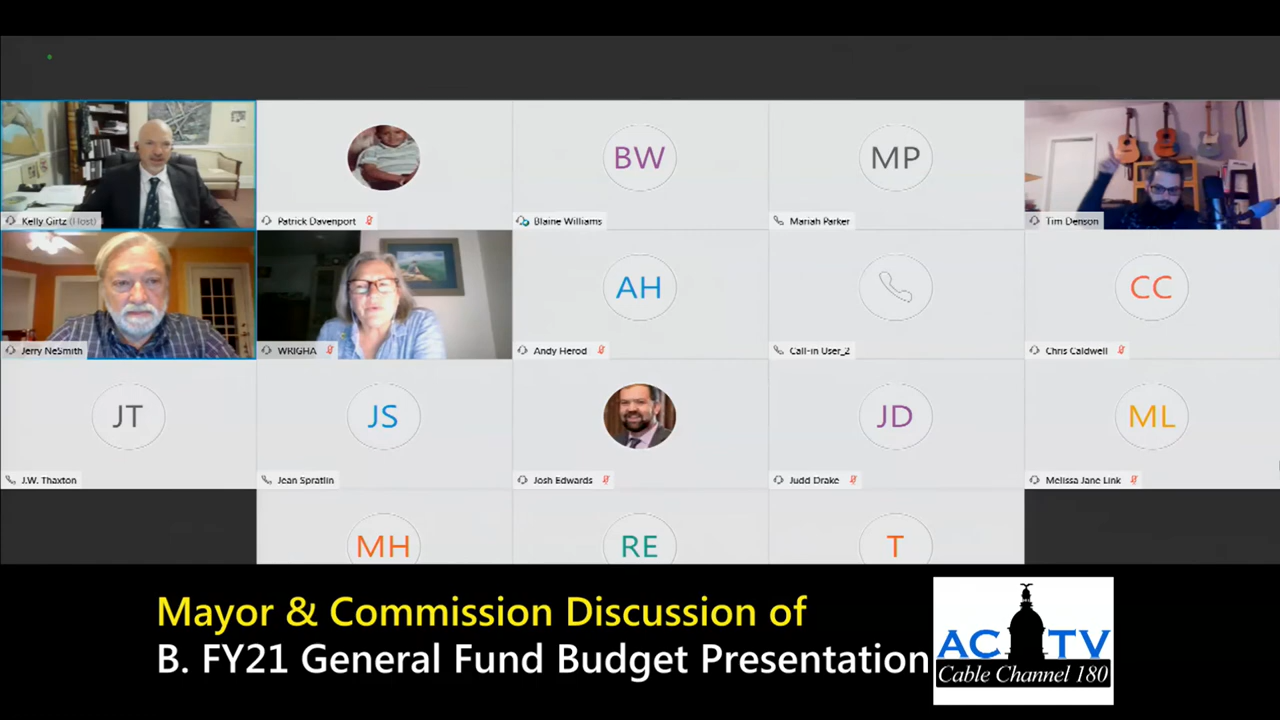 Kelly Girtz (Host)
Patrick Davenport
BW
Blaine Williams
MP
Mariah Parker
Tim Denson
Jerry NeSmith
WRIGHA
AH
Andy Herod
Call-in User_2
CC
Chris Caldwell
JT
J.W. Thaxton
JS
Jean Spratlin
Josh Edwards
JD
Judd Drake
ML
Melissa Jane Link
MH
RE
T
Mayor & Commission Discussion of
B. FY21 General Fund Budget Presentation
ACTV
Cable Channel 180